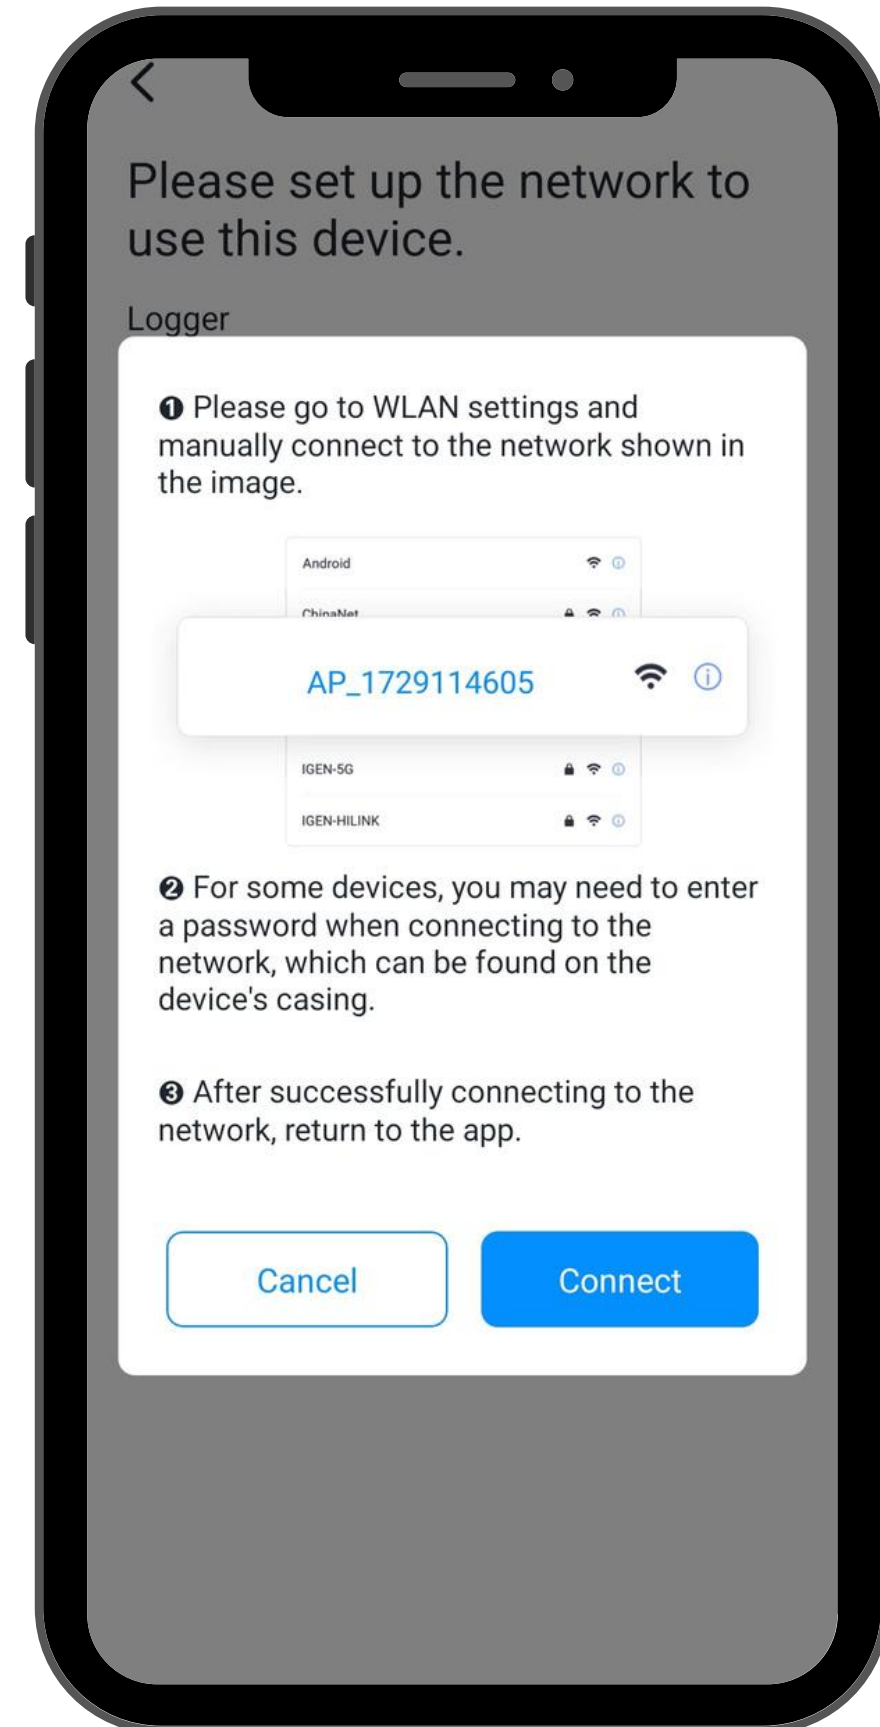 Please set up the network to
use this device.
Logger
❶ Please go to WLAN settings and
manually connect to the network shown in
the image.
Android
ChinaNet
AP_1729114605
IGEN-5G
IGEN-HILINK
❷ For some devices, you may need to enter
a password when connecting to the
network, which can be found on the
device's casing.
❸ After successfully connecting to the
network, return to the app.
Cancel
Connect